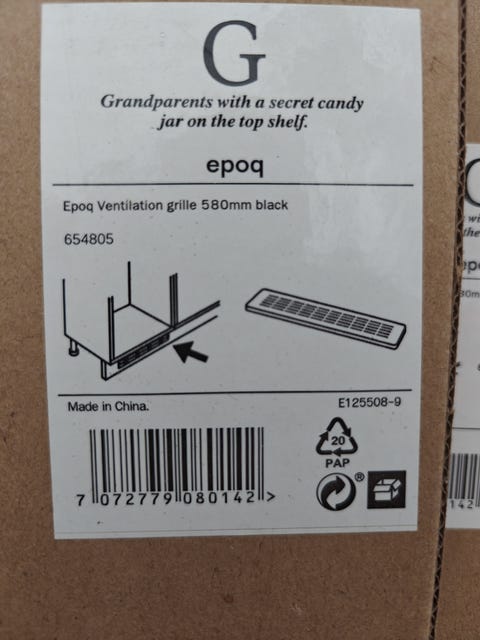 G
Grandparents with a secret candy
jar on the top shelf.
epoq
Epoq Ventilation grille 580mm black
654805
Made in China.
E125508-9
20
PAP
®
7 072779 080142 >